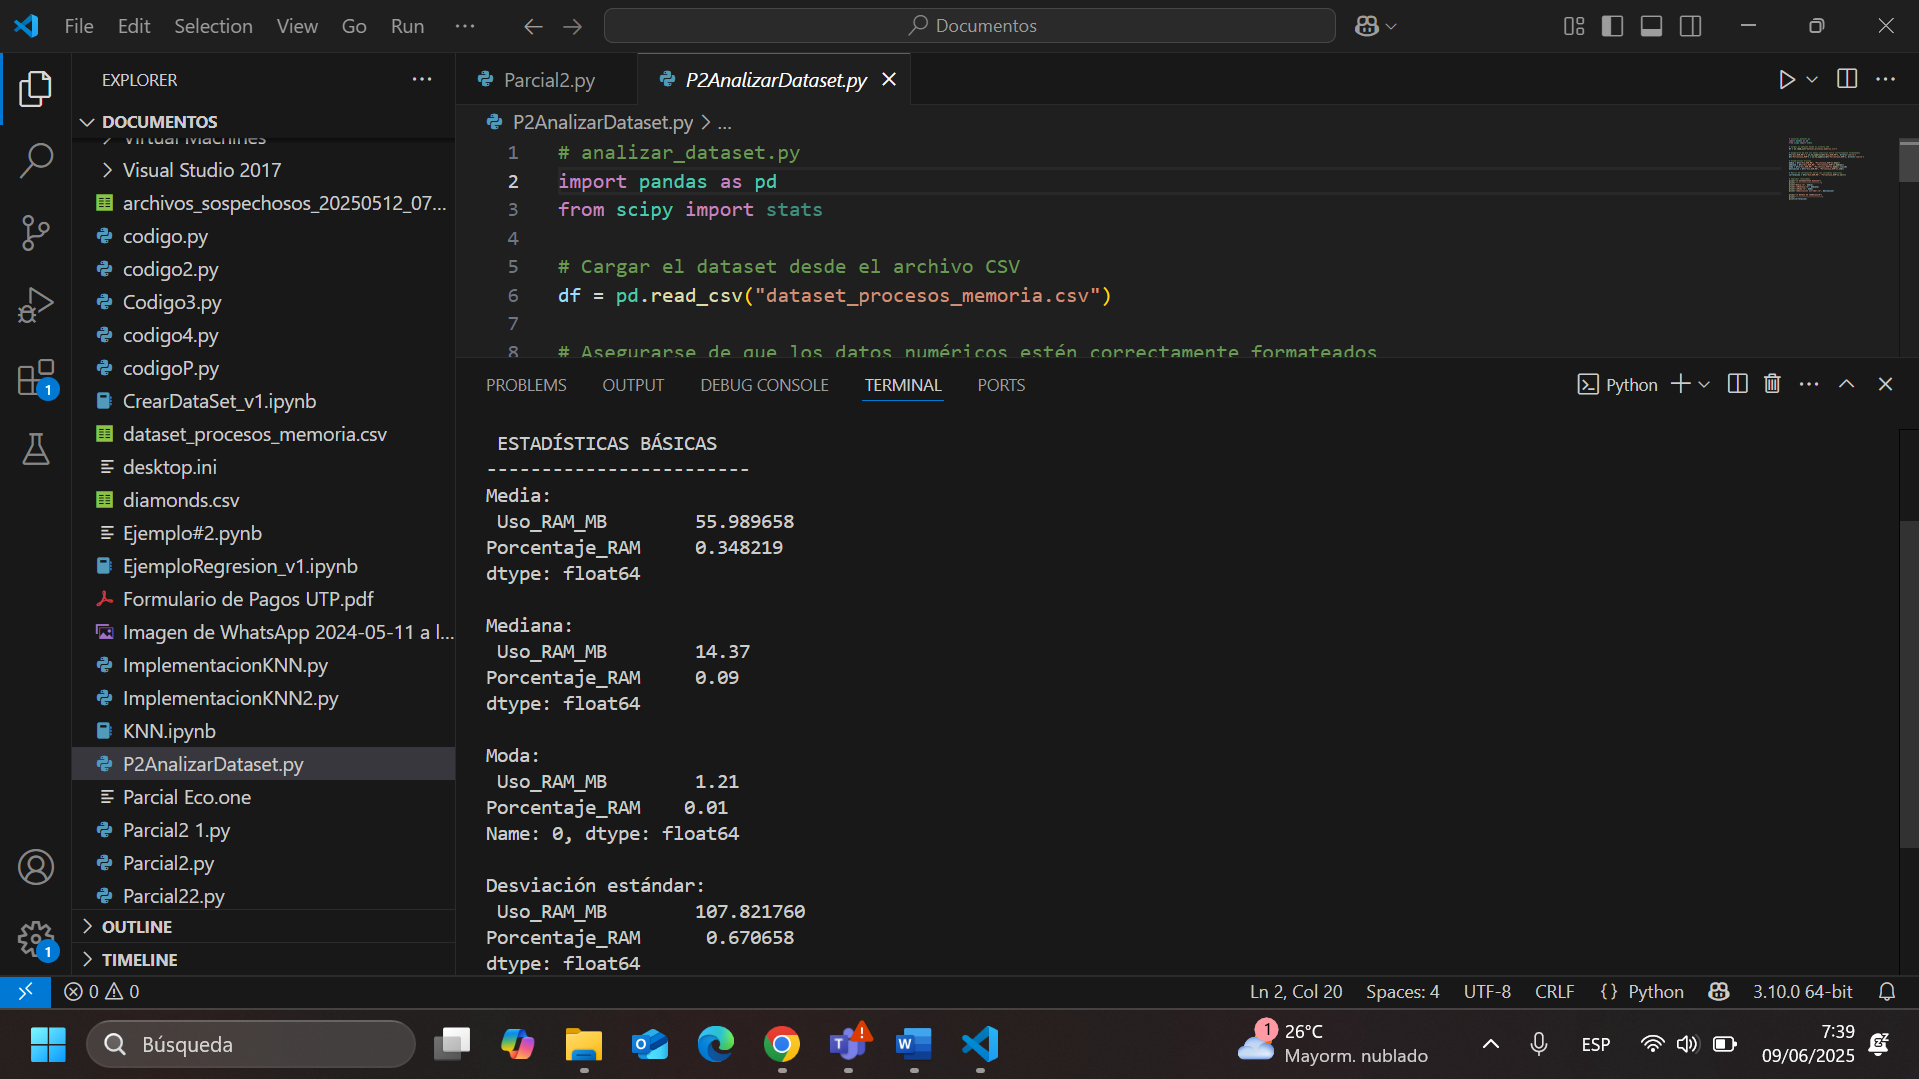 File Edit Selection View Go Run ···
Documentos
EXPLORER
DOCUMENTOS
Virtual Machines
Visual Studio 2017
archivos_sospechosos_20250512_07...
codigo.py
codigo2.py
Codigo3.py
codigo4.py
codigoP.py
CrearDataSet_v1.ipynb
dataset_procesos_memoria.csv
desktop.ini
diamonds.csv
Ejemplo#2.pynb
EjemploRegresion_v1.ipynb
Formulario de Pagos UTP.pdf
Imagen de WhatsApp 2024-05-11 a l...
ImplementacionKNN.py
ImplementacionKNN2.py
KNN.ipynb
P2AnalizarDataset.py
Parcial Eco.one
Parcial2 1.py
Parcial2.py
Parcial22.py
OUTLINE
TIMELINE
1
1
Parcial2.py
P2AnalizarDataset.py
P2AnalizarDataset.py > ...
1 # analizar_dataset.py
2 import pandas as pd
3 from scipy import stats
4
5 # Cargar el dataset desde el archivo CSV
6 df = pd.read_csv("dataset_procesos_memoria.csv")
7
8 # Asegurarse de que los datos numéricos estén correctamente formateados
PROBLEMS OUTPUT DEBUG CONSOLE TERMINAL PORTS
Python
ESTADÍSTICAS BÁSICAS
------------------------
Media:
Uso_RAM_MB 55.989658
Porcentaje_RAM 0.348219
dtype: float64
Mediana:
Uso_RAM_MB 14.37
Porcentaje_RAM 0.09
dtype: float64
Moda:
Uso_RAM_MB 1.21
Porcentaje_RAM 0.01
Name: 0, dtype: float64
Desviación estándar:
Uso_RAM_MB 107.821760
Porcentaje_RAM 0.670658
dtype: float64
0 0
Ln 2, Col 20 Spaces: 4 UTF-8 CRLF {} Python 3.10.0 64-bit
Búsqueda
1
26°C
Mayorm. nublado
ESP
7:39
09/06/2025